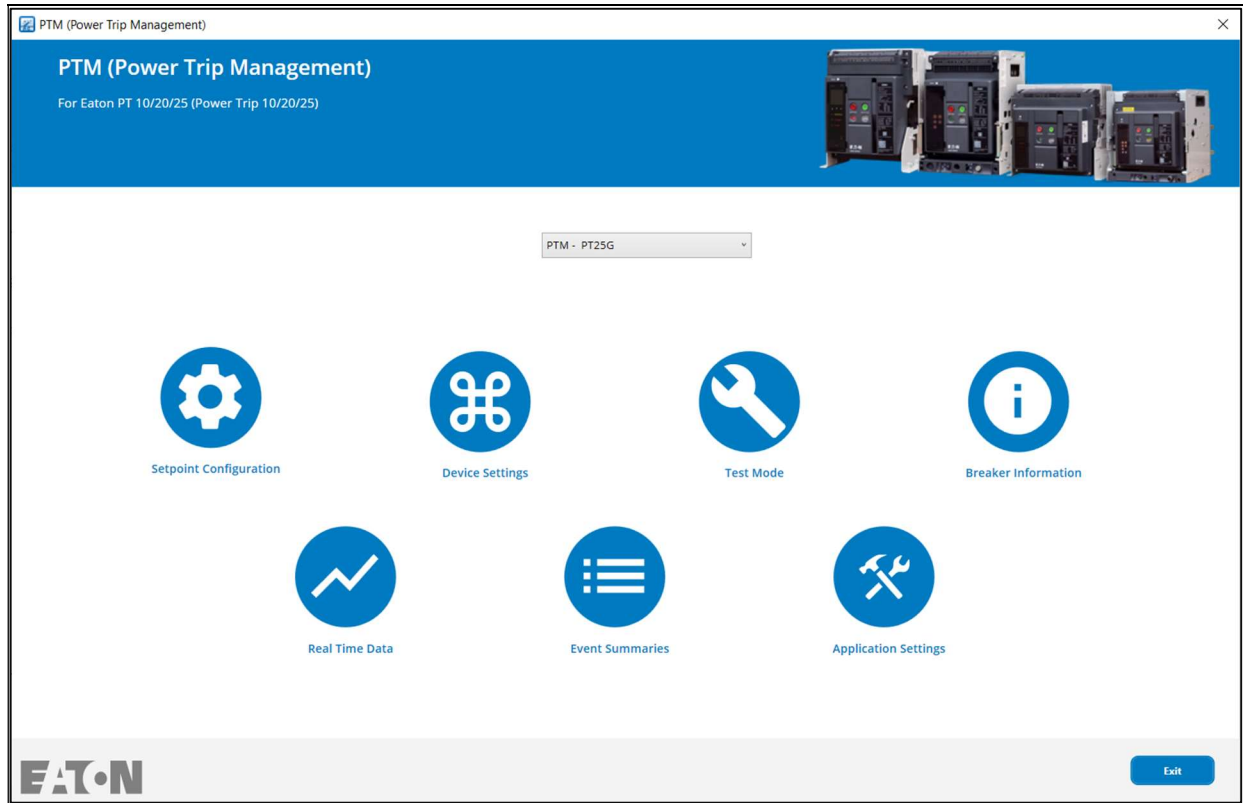 PTM (Power Trip Management)
PTM (Power Trip Management)
For Eaton PT 10/20/25 (Power Trip 10/20/25)
PTM - PT25G
Setpoint Configuration
Device Settings
Test Mode
Breaker Information
Real Time Data
Event Summaries
Application Settings
EATON
Exit